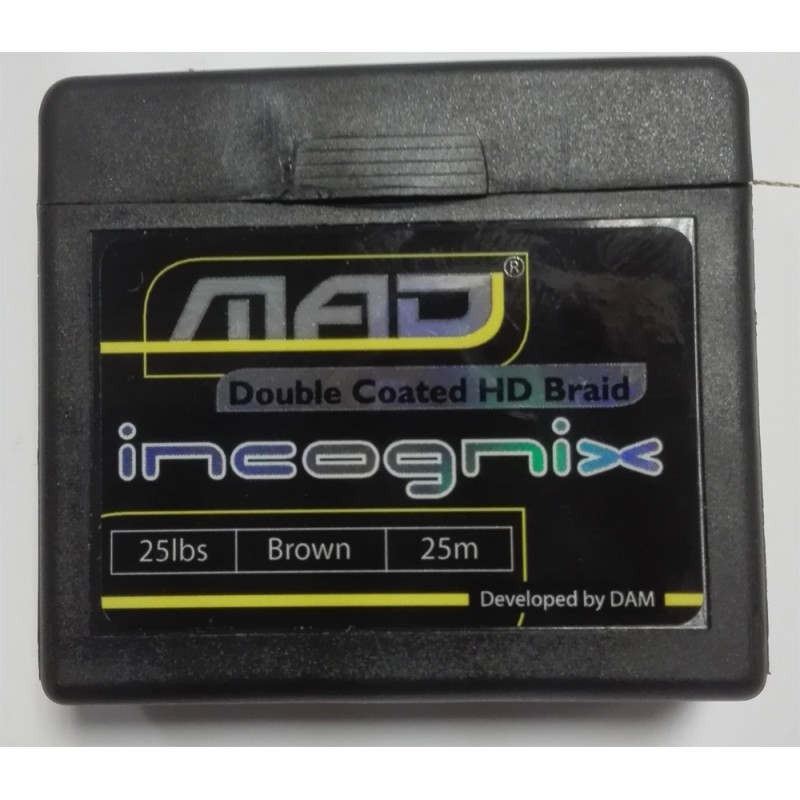 MAD®
Double Coated HD Braid
incognix
25lbs Brown 25m
Developed by DAM